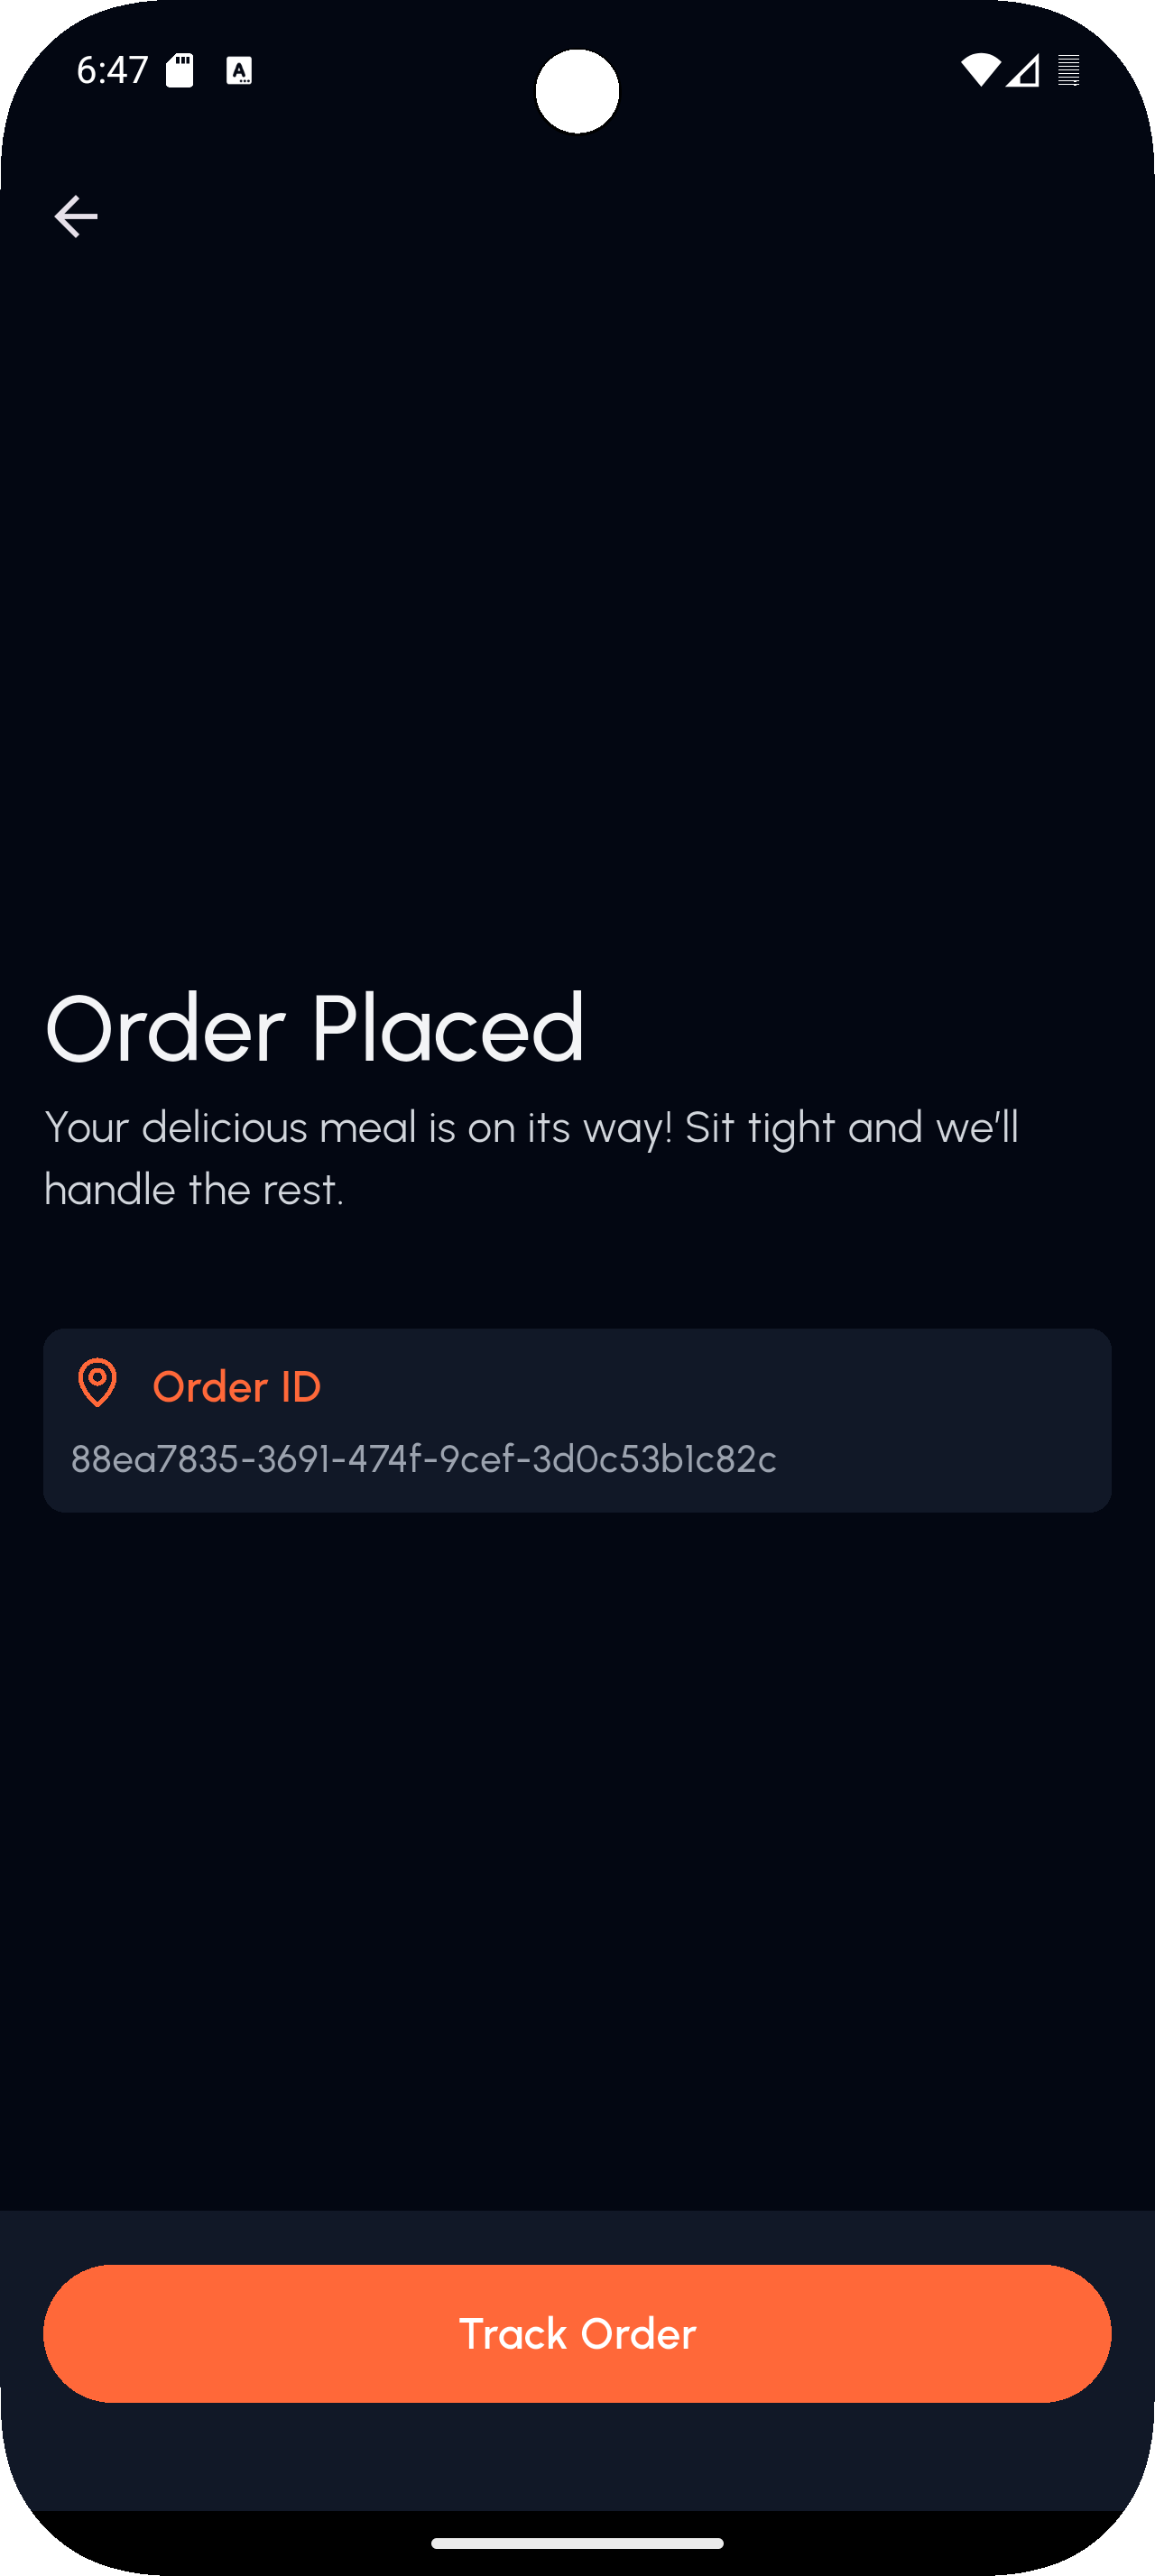 6:47
Order Placed
Your delicious meal is on its way! Sit tight and we'll
handle the rest.
Order ID
88ea7835-3691-474f-9cef-3d0c53b1c82c
Track Order